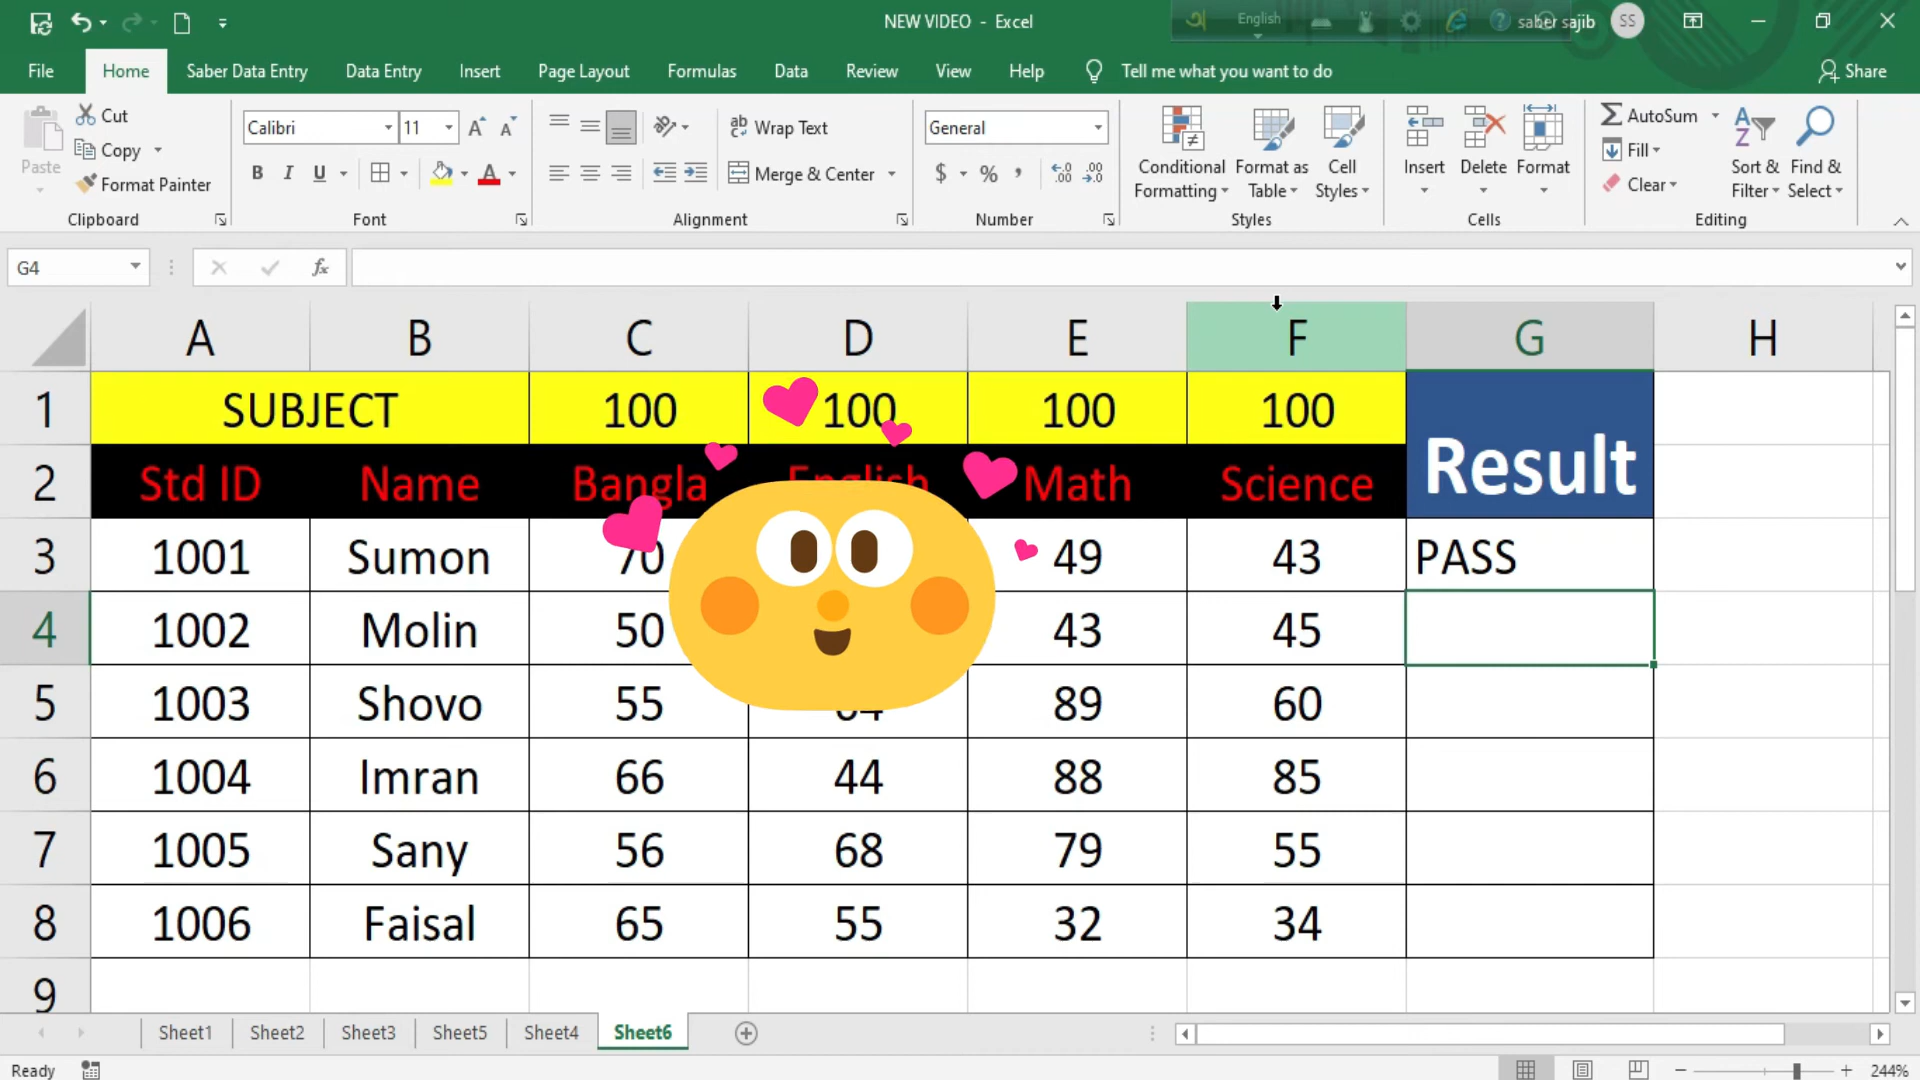 NEW VIDEO - Excel
English
saber sajib SS
File Home Saber Data Entry Data Entry Insert Page Layout Formulas Data Review View Help Tell me what you want to do Share
Paste
Cut
Copy
Format Painter
Clipboard
Calibri 11
B I U A
Font
ab Wrap Text
Merge & Center
Alignment
General
$ % ,
Number
Conditional Formatting
Format as Table
Cell Styles
Styles
Insert
Delete
Format
Cells
AutoSum
Fill
Clear
Sort & Filter
Find & Select
Editing
G4 fx
A B C D E F G H
1 SUBJECT 100 100 100 100 Result
2 Std ID Name Bangla English Math Science
3 1001 Sumon 70 49 43 PASS
4 1002 Molin 50 43 45
5 1003 Shovo 55 89 60
6 1004 Imran 66 44 88 85
7 1005 Sany 56 68 79 55
8 1006 Faisal 65 55 32 34
9
Sheet1 Sheet2 Sheet3 Sheet5 Sheet4 Sheet6
Ready 244%